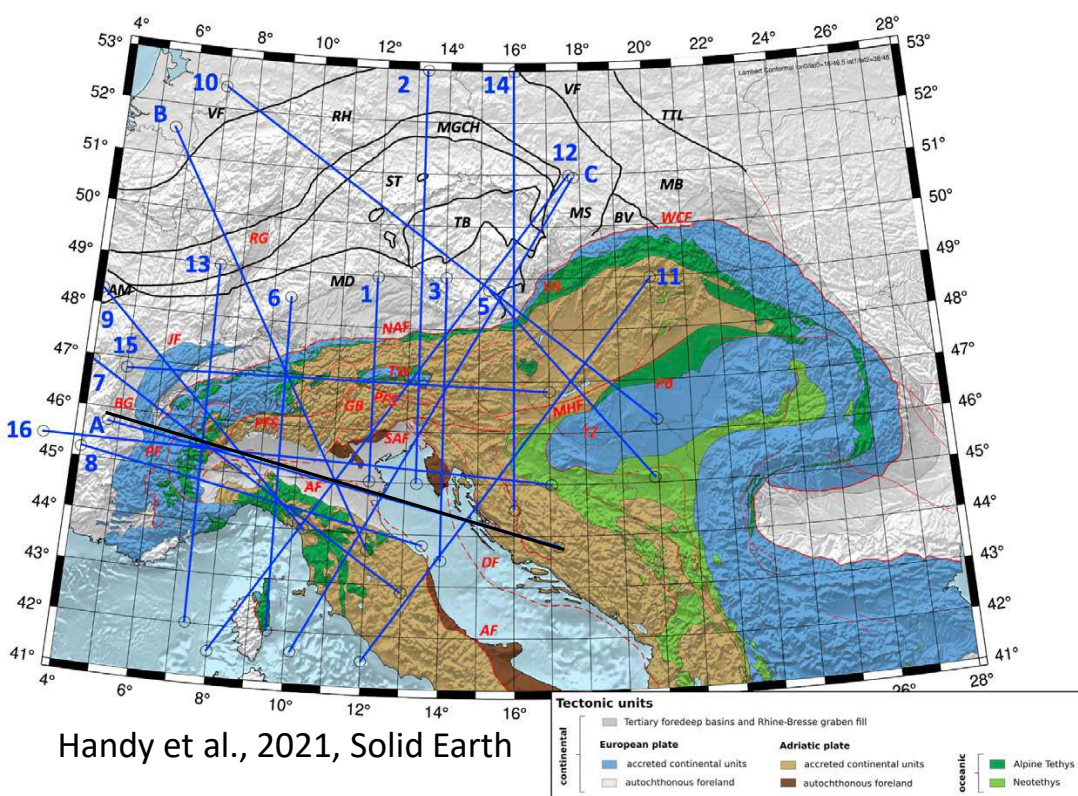 4° 6° 8° 10° 12° 14° 16° 18° 20° 22° 24° 26° 28°
53° 53°
Lambert Conformal
10 2 14 VF
52° VF RH TTL 52°
B MGCH
51° 12 51°
ST C MB
50° TB MS BV WCF 50°
RG
49° 13 MD 11 49°
AM 6 1 3 5 VB
48° 9 JF NAF 48°
47° 15 TW PB 47°
7 PFs MHF
46° BG GB TZ 46°
A PFS SAF
16 PF
45° 8 AF 45°
44° 44°
43° DF 43°
42° AF 42°
41° 41°
4° 6° 8° 10° 12° 14° 16° 26° 28°
Handy et al., 2021, Solid Earth
Tectonic units
continental
Tertiary foredeep basins and Rhine-Bresse graben fill
European plate Adriatic plate oceanic
accreted continental units accreted continental units Alpine Tethys
autochthonous foreland autochthonous foreland Neotethys